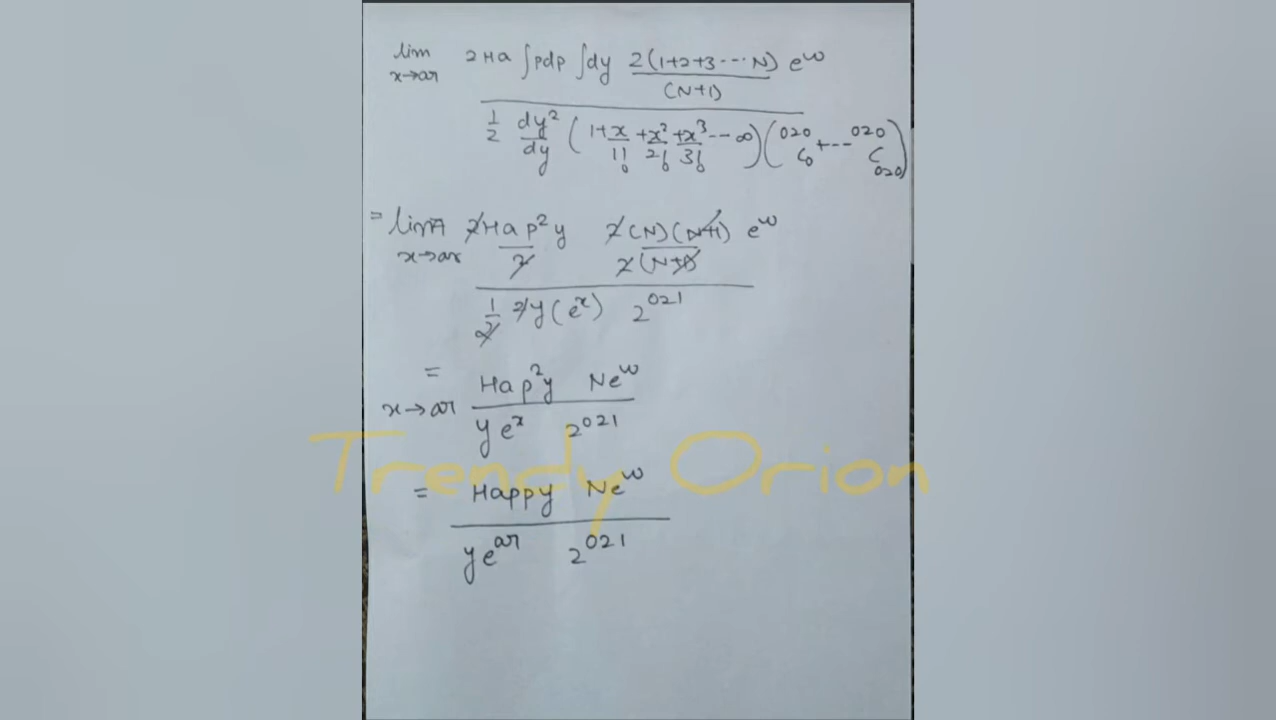 lim 2Ha ∫pdp ∫dy 2(1+2+3---N) e^w
x→ar (N+1)
1/2 dy²/dy (1+x/1! +x²/2! +x³/3! --∞) (⁰²⁰C₀ +--- ⁰²⁰C₀₂₀)
= lim 2Hap²y 2(N)(N+1) e^w
x→ar 2 2(N+1)
1/2 2y(e^x) 2^021
= Hap²y Ne^w
x→ar ye^x 2^021
Trendy Orion
= Happy Ne^w
ye^ar 2^021